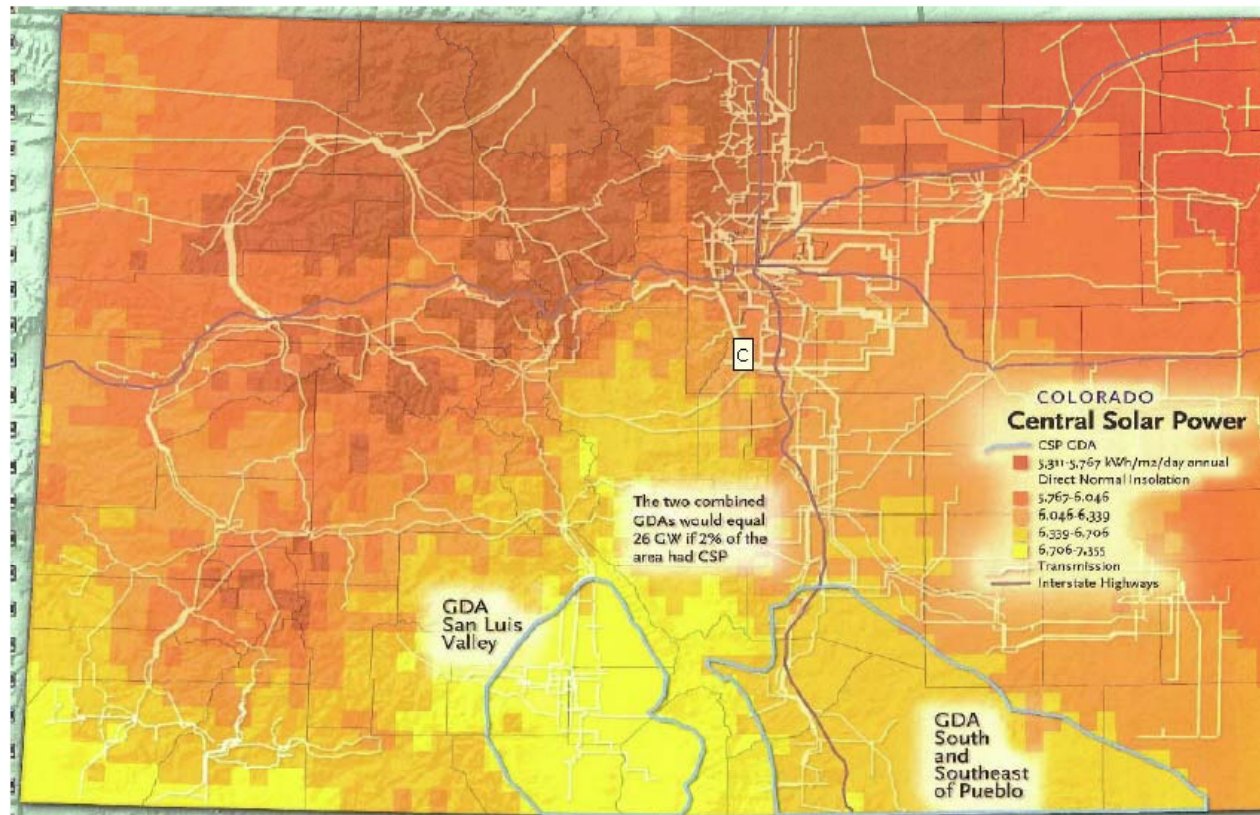 C
COLORADO
Central Solar Power
CSP GDA
5,311-5,767 kWh/m2/day annual
Direct Normal Insolation
5,767-6,046
6,046-6,339
6,339-6,706
6,706-7,355
Transmission
Interstate Highways
The two combined
GDAs would equal
26 GW if 2% of the
area had CSP
GDA
San Luis
Valley
GDA
South
and
Southeast
of Pueblo